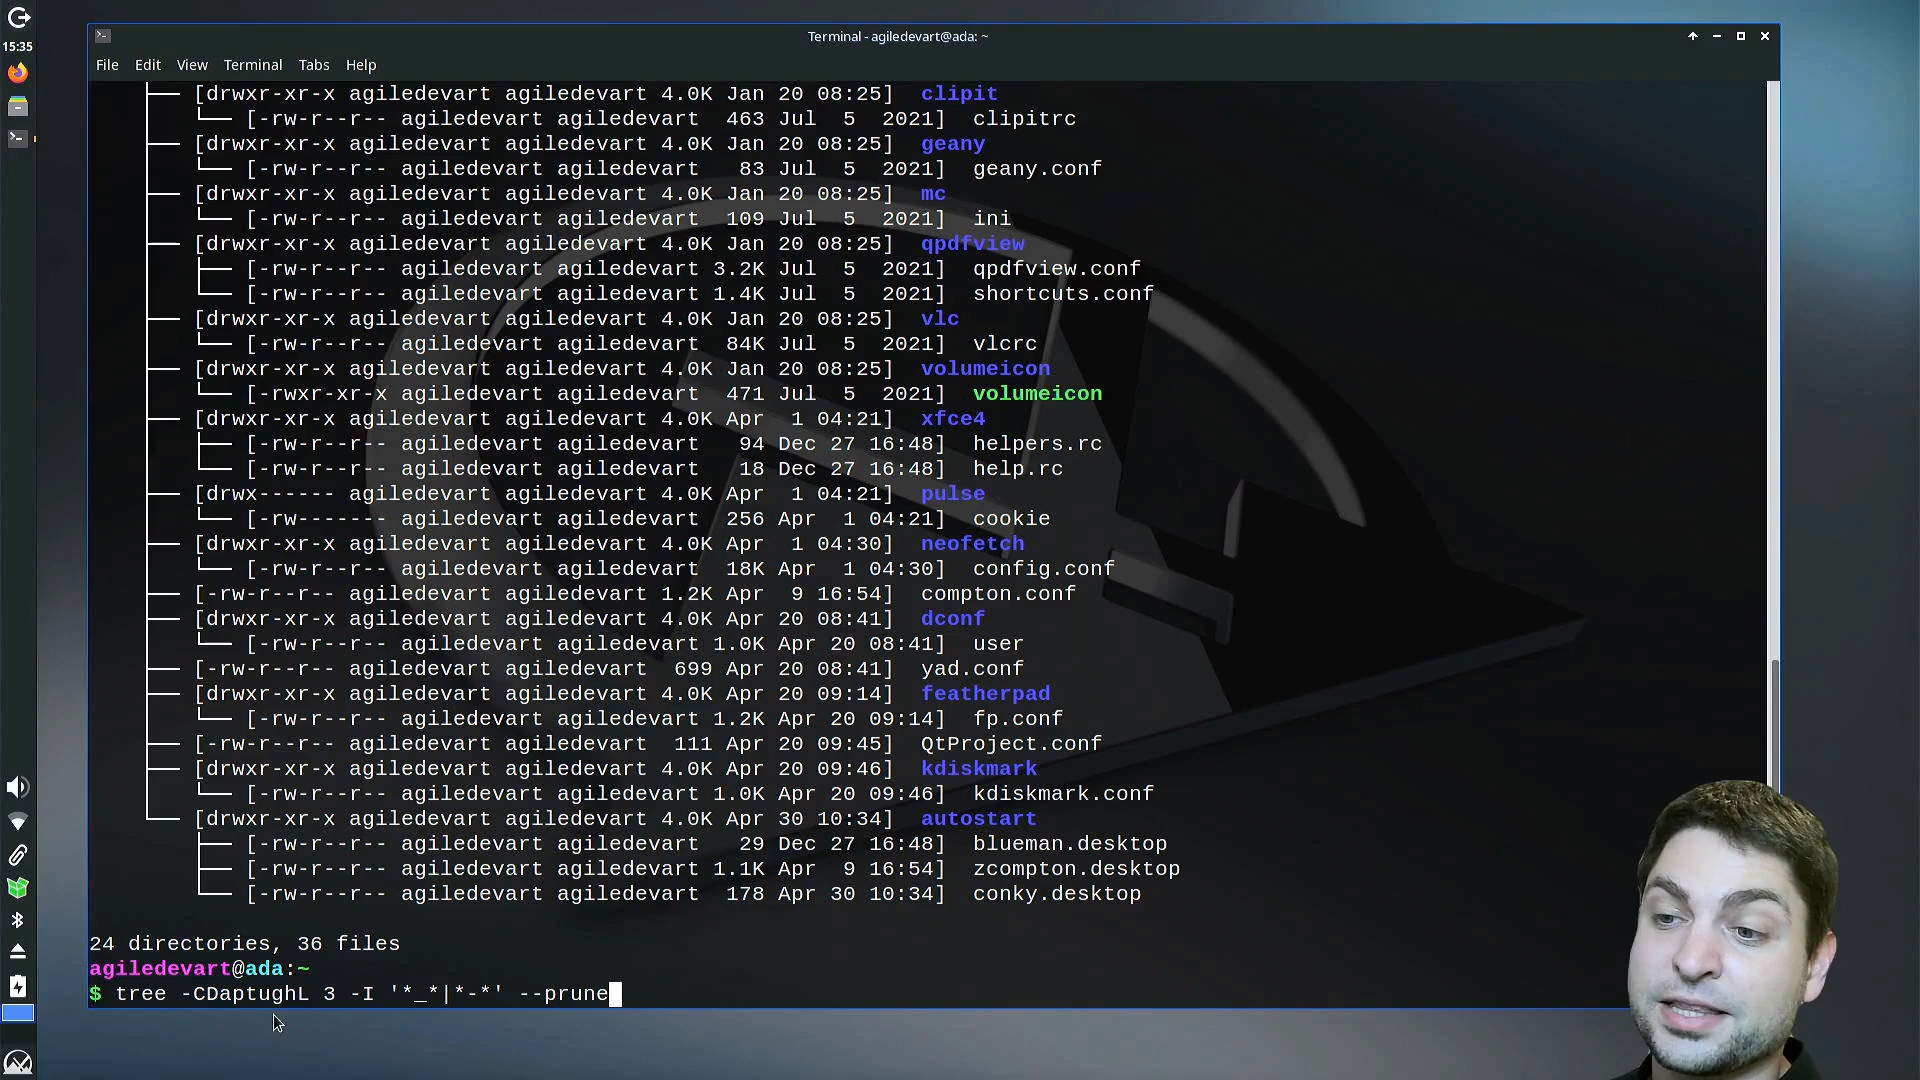 15:35
Terminal - agiledevart@ada: ~
File Edit View Terminal Tabs Help
├── [drwxr-xr-x agiledevart agiledevart 4.0K Jan 20 08:25]  clipit
│   └── [-rw-r--r-- agiledevart agiledevart  463 Jul  5  2021]  clipitrc
├── [drwxr-xr-x agiledevart agiledevart 4.0K Jan 20 08:25]  geany
│   └── [-rw-r--r-- agiledevart agiledevart   83 Jul  5  2021]  geany.conf
├── [drwxr-xr-x agiledevart agiledevart 4.0K Jan 20 08:25]  mc
│   └── [-rw-r--r-- agiledevart agiledevart  109 Jul  5  2021]  ini
├── [drwxr-xr-x agiledevart agiledevart 4.0K Jan 20 08:25]  qpdfview
│   ├── [-rw-r--r-- agiledevart agiledevart 3.2K Jul  5  2021]  qpdfview.conf
│   └── [-rw-r--r-- agiledevart agiledevart 1.4K Jul  5  2021]  shortcuts.conf
├── [drwxr-xr-x agiledevart agiledevart 4.0K Jan 20 08:25]  vlc
│   └── [-rw-r--r-- agiledevart agiledevart  84K Jul  5  2021]  vlcrc
├── [drwxr-xr-x agiledevart agiledevart 4.0K Jan 20 08:25]  volumeicon
│   └── [-rwxr-xr-x agiledevart agiledevart  471 Jul  5  2021]  volumeicon
├── [drwxr-xr-x agiledevart agiledevart 4.0K Apr  1 04:21]  xfce4
│   ├── [-rw-r--r-- agiledevart agiledevart   94 Dec 27 16:48]  helpers.rc
│   └── [-rw-r--r-- agiledevart agiledevart   18 Dec 27 16:48]  help.rc
├── [drwx------ agiledevart agiledevart 4.0K Apr  1 04:21]  pulse
│   └── [-rw------- agiledevart agiledevart  256 Apr  1 04:21]  cookie
├── [drwxr-xr-x agiledevart agiledevart 4.0K Apr  1 04:30]  neofetch
│   └── [-rw-r--r-- agiledevart agiledevart  18K Apr  1 04:30]  config.conf
├── [-rw-r--r-- agiledevart agiledevart 1.2K Apr  9 16:54]  compton.conf
├── [drwxr-xr-x agiledevart agiledevart 4.0K Apr 20 08:41]  dconf
│   └── [-rw-r--r-- agiledevart agiledevart 1.0K Apr 20 08:41]  user
├── [-rw-r--r-- agiledevart agiledevart  699 Apr 20 08:41]  yad.conf
├── [drwxr-xr-x agiledevart agiledevart 4.0K Apr 20 09:14]  featherpad
│   └── [-rw-r--r-- agiledevart agiledevart 1.2K Apr 20 09:14]  fp.conf
├── [-rw-r--r-- agiledevart agiledevart  111 Apr 20 09:45]  QtProject.conf
├── [drwxr-xr-x agiledevart agiledevart 4.0K Apr 20 09:46]  kdiskmark
│   └── [-rw-r--r-- agiledevart agiledevart 1.0K Apr 20 09:46]  kdiskmark.conf
└── [drwxr-xr-x agiledevart agiledevart 4.0K Apr 30 10:34]  autostart
    ├── [-rw-r--r-- agiledevart agiledevart   29 Dec 27 16:48]  blueman.desktop
    ├── [-rw-r--r-- agiledevart agiledevart 1.1K Apr  9 16:54]  zcompton.desktop
    └── [-rw-r--r-- agiledevart agiledevart  178 Apr 30 10:34]  conky.desktop
24 directories, 36 files
agiledevart@ada:~
$ tree -CDaptughL 3 -I '*_*|*-*' --prune